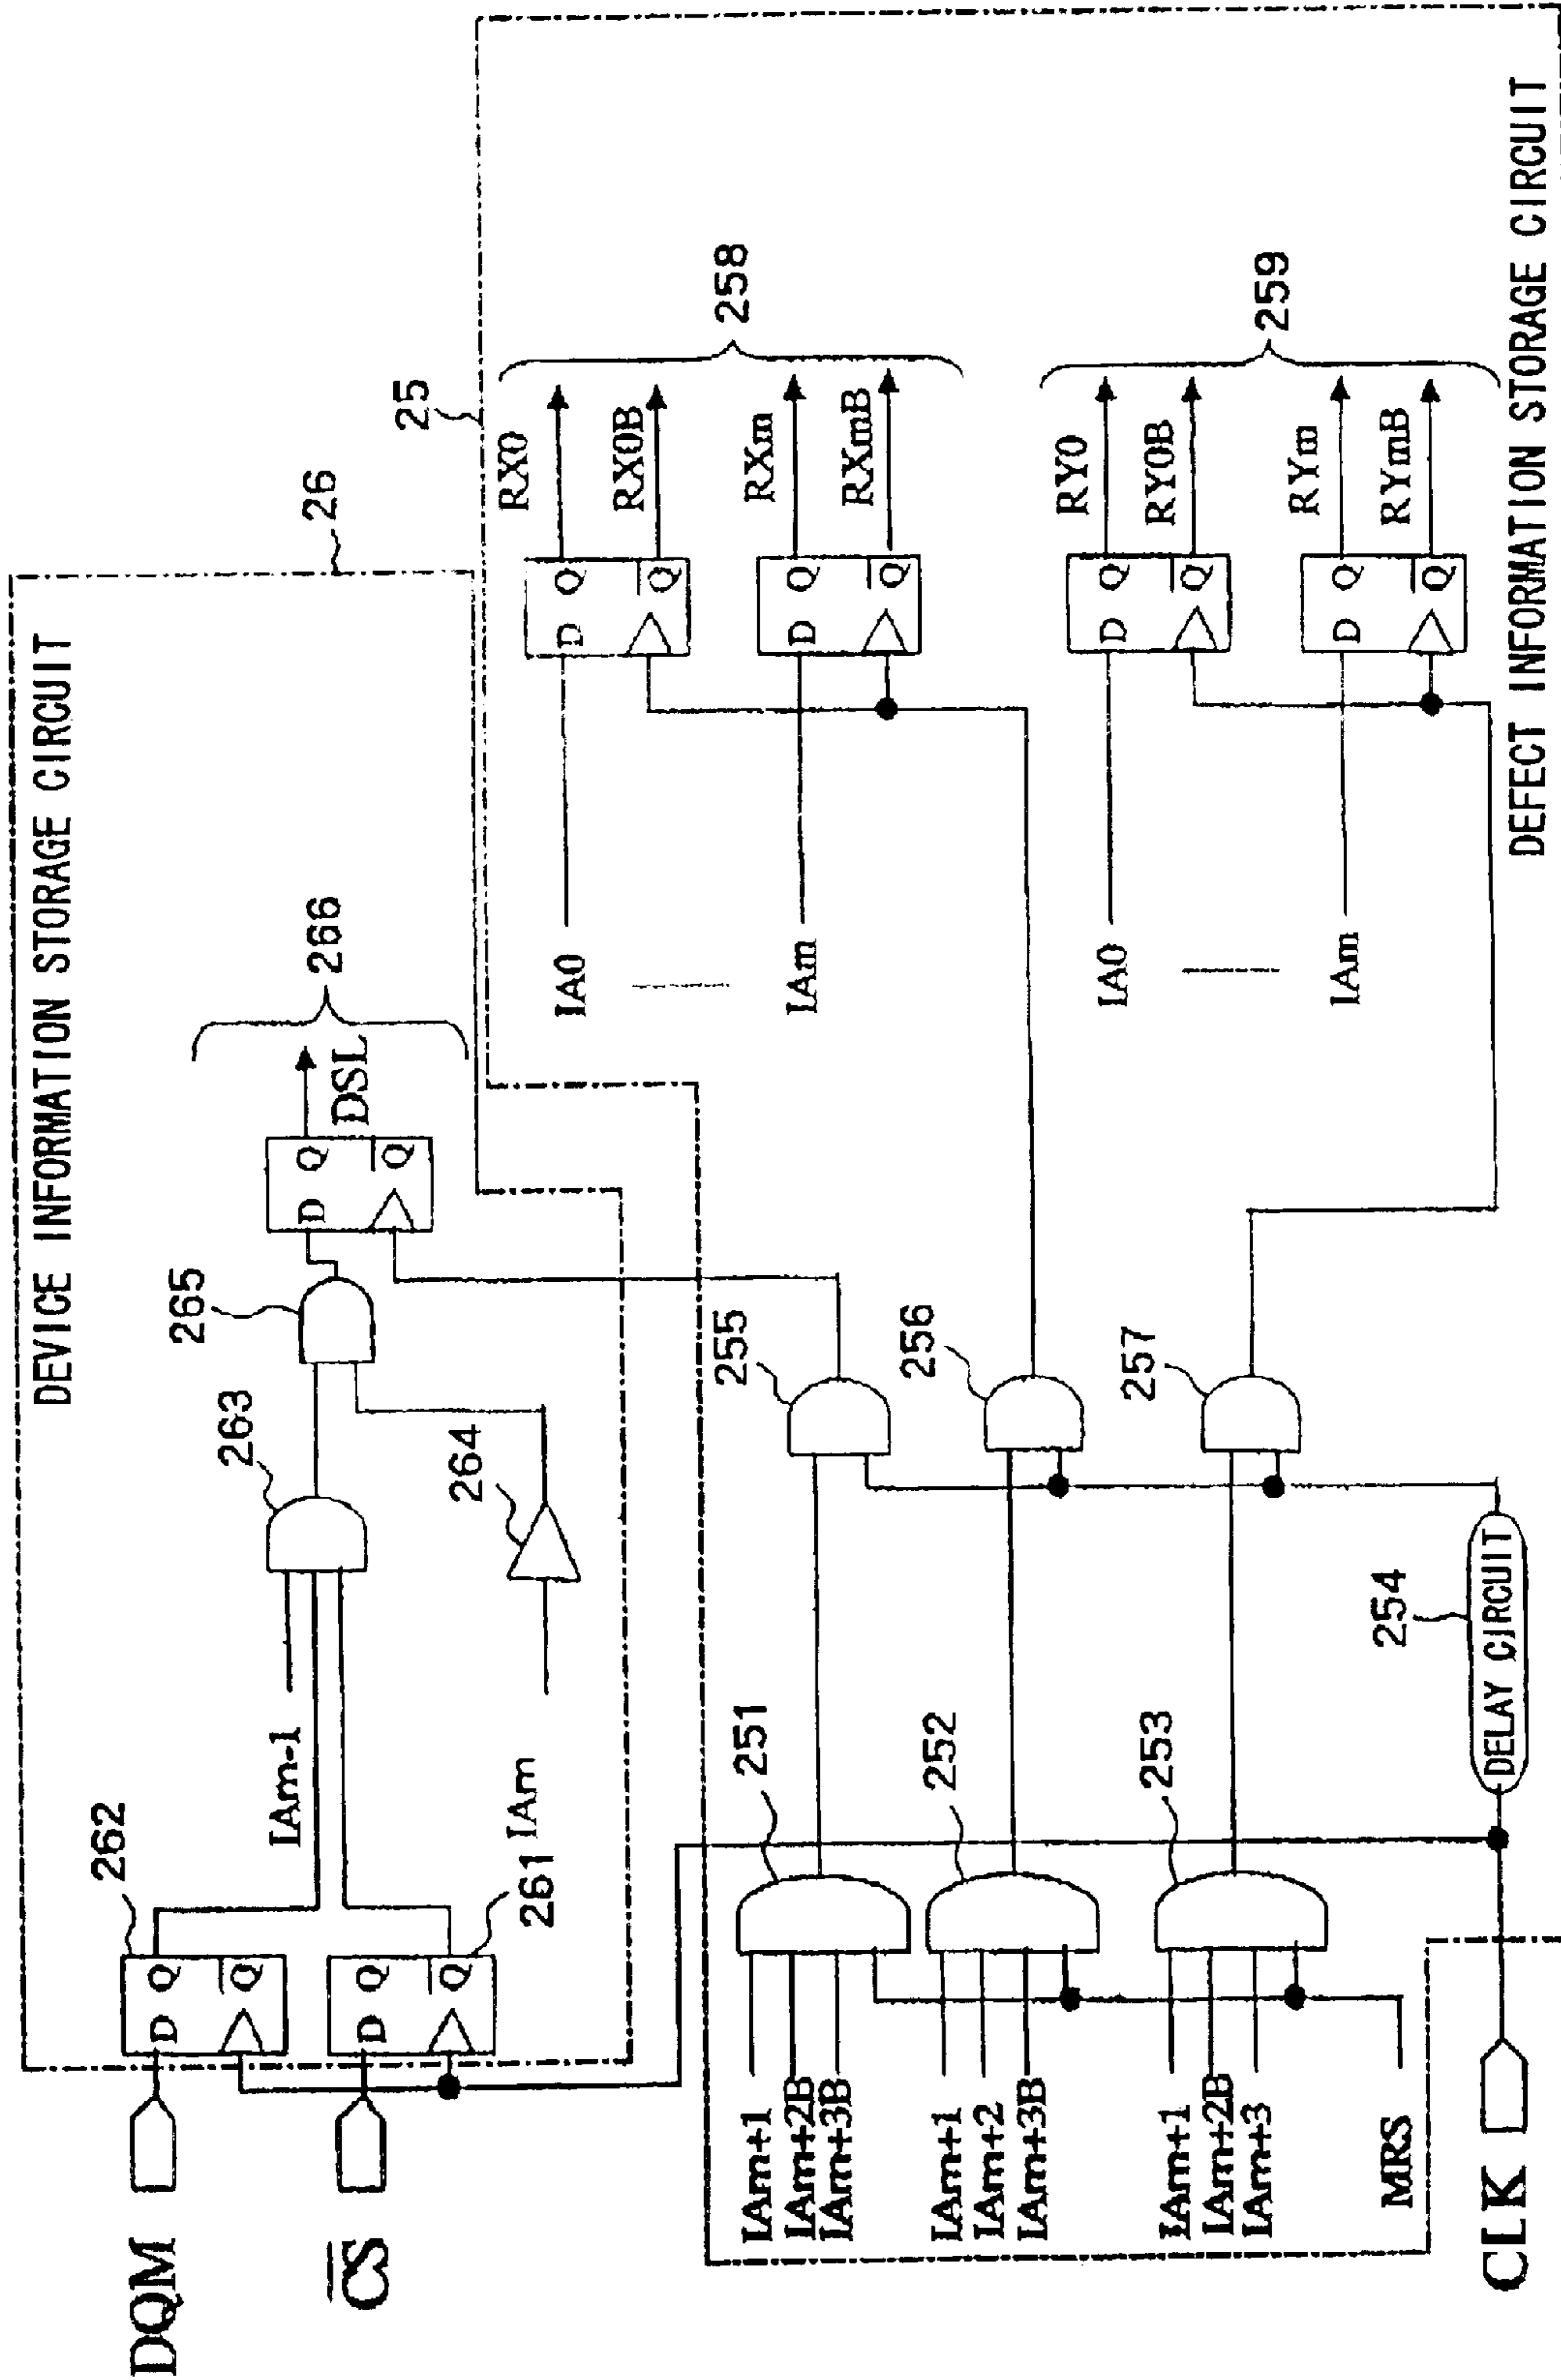 DEVICE INFORMATION STORAGE CIRCUIT
26
DQM
262
D Q
Q
CS
D Q
Q
261
IAm-1
263
IAm
264
265
D Q
Q
DSL
266
25
IAm+1
IAm+2B
IAm+3B
251
255
IAm+1
IAm+2
IAm+3B
252
256
IAm+1
IAm+2B
IAm+3
253
257
MRS
CLK
DELAY CIRCUIT
254
IA0
D Q
Q
RX0
RX0B
IAm
D Q
Q
RXm
RXmB
258
IA0
D Q
Q
RY0
RY0B
IAm
D Q
Q
RYm
RYmB
259
DEFECT INFORMATION STORAGE CIRCUIT